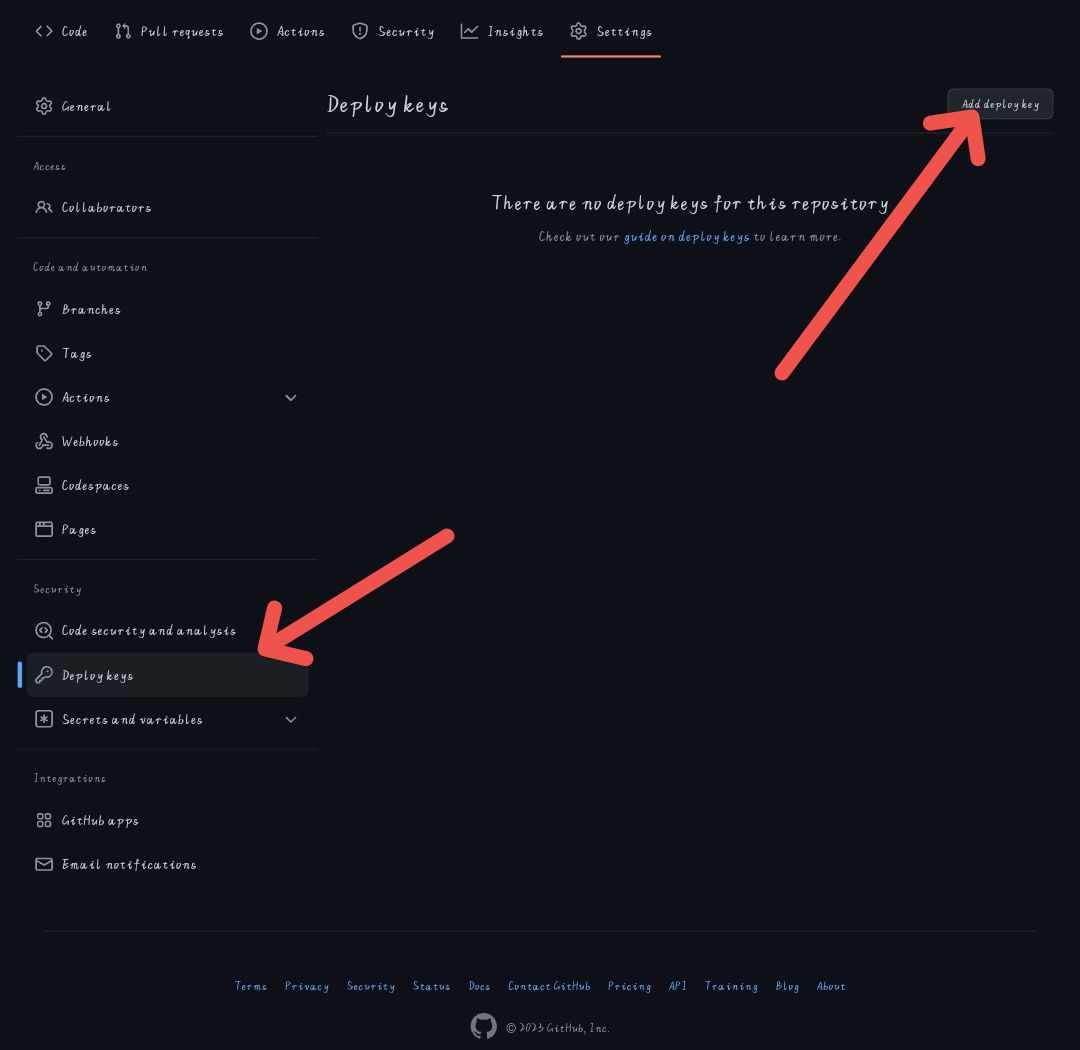 Code Pull requests Actions Security Insights Settings
General
Access
Collaborators
Code and automation
Branches
Tags
Actions
Webhooks
Codespaces
Pages
Security
Code security and analysis
Deploy keys
Secrets and variables
Integrations
GitHub apps
Email notifications
Deploy keys
Add deploy key
There are no deploy keys for this repository
Check out our guide on deploy keys to learn more.
Terms Privacy Security Status Docs Contact GitHub Pricing API Training Blog About
© 2023 GitHub, Inc.